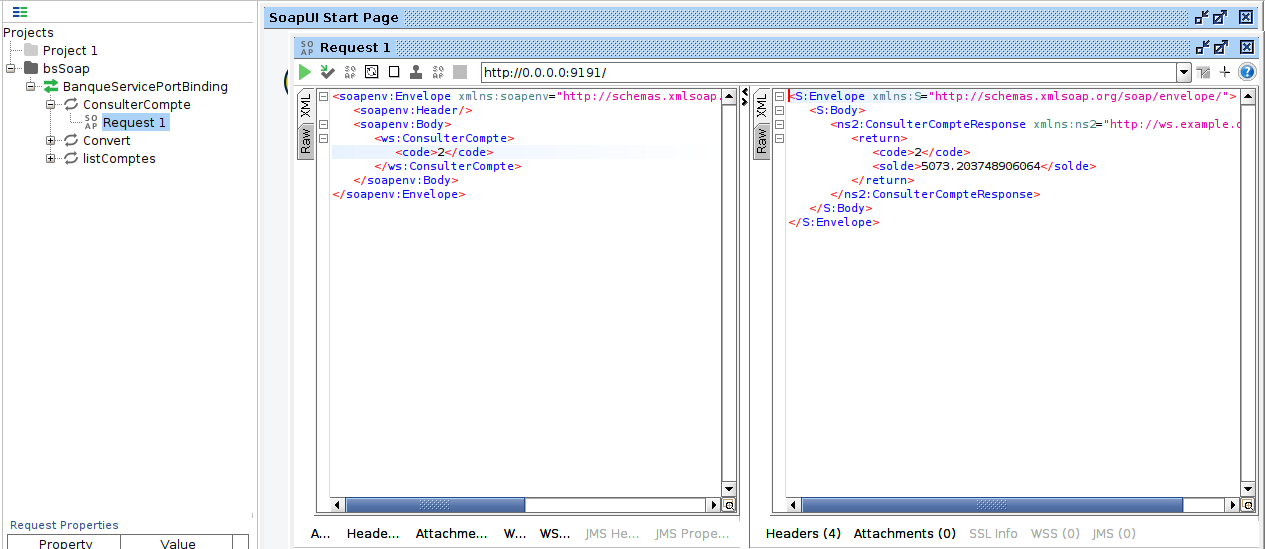 Projects
Project 1
bsSoap
BanqueServicePortBinding
ConsulterCompte
SO AP Request 1
Convert
listComptes
Request Properties
Property Value
SoapUI Start Page
SO AP Request 1
http://0.0.0.0:9191/
XML
Raw
<soapenv:Envelope xmlns:soapenv="http://schemas.xmlsoap.
<soapenv:Header/>
<soapenv:Body>
<ws:ConsulterCompte>
<code>2</code>
</ws:ConsulterCompte>
</soapenv:Body>
</soapenv:Envelope>
A... Heade... Attachme... W... WS... JMS He... JMS Prope...
XML
Raw
<S:Envelope xmlns:S="http://schemas.xmlsoap.org/soap/envelope/">
<S:Body>
<ns2:ConsulterCompteResponse xmlns:ns2="http://ws.example.c
<return>
<code>2</code>
<solde>5073.203748906064</solde>
</return>
</ns2:ConsulterCompteResponse>
</S:Body>
</S:Envelope>
Headers (4) Attachments (0) SSL Info WSS (0) JMS (0)